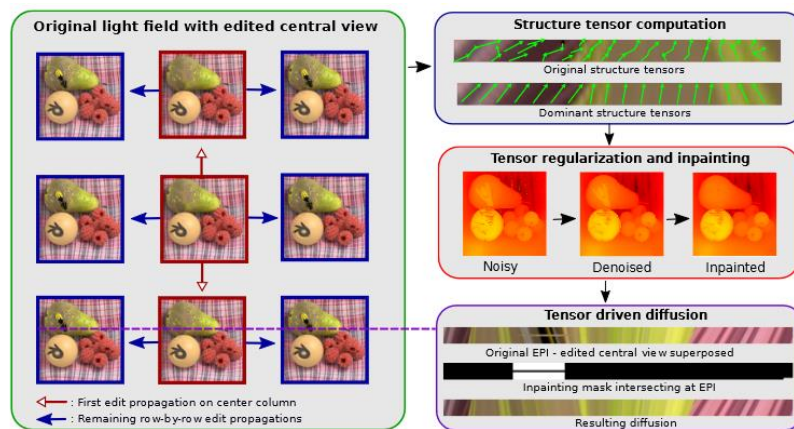 Original light field with edited central view
: First edit propagation on center column
: Remaining row-by-row edit propagations
Structure tensor computation
Original structure tensors
Dominant structure tensors
Tensor regularization and inpainting
Noisy
Denoised
Inpainted
Tensor driven diffusion
Original EPI - edited central view superposed
Inpainting mask intersecting at EPI
Resulting diffusion